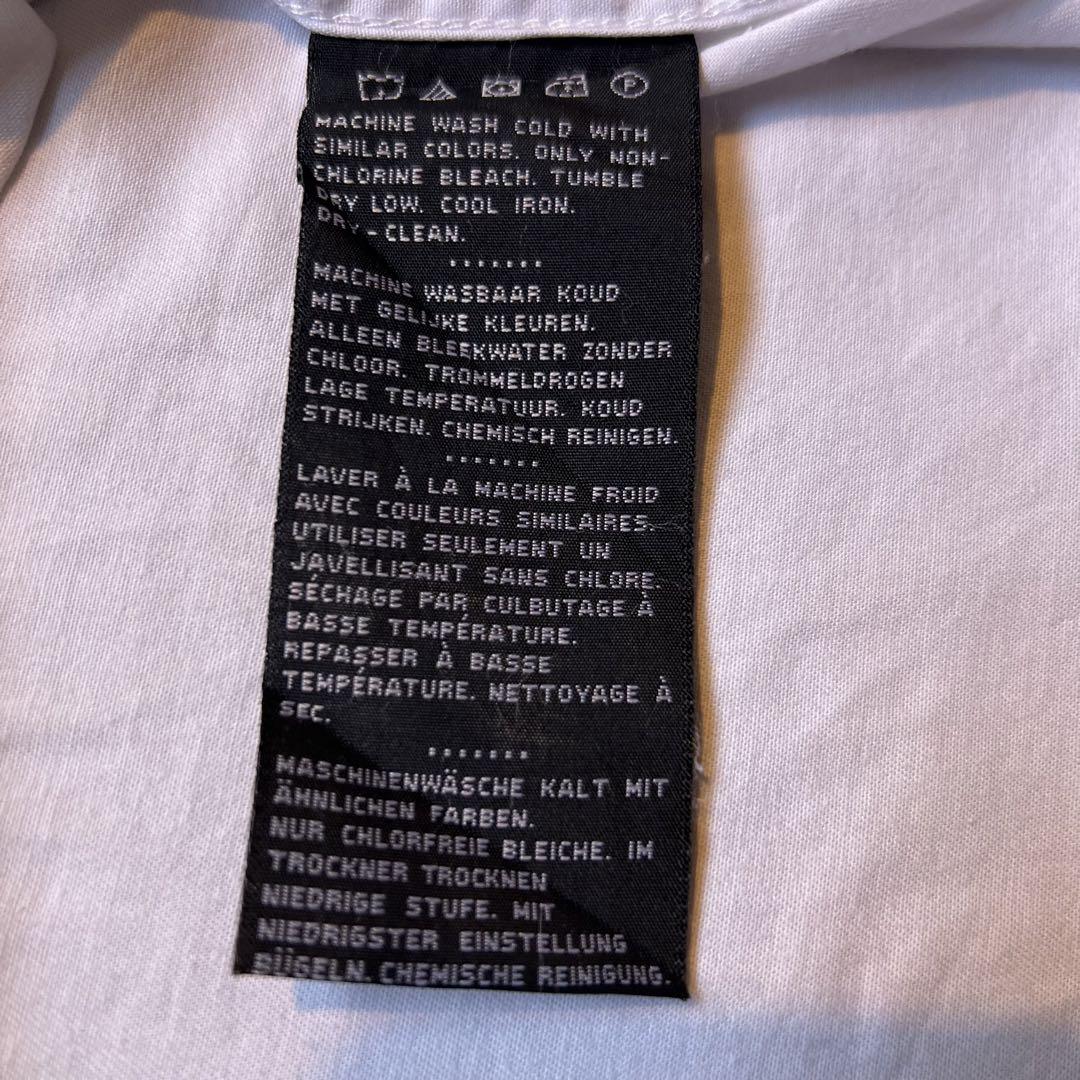 P
MACHINE WASH COLD WITH
SIMILAR COLORS. ONLY NON-
CHLORINE BLEACH. TUMBLE
DRY LOW. COOL IRON.
DRY-CLEAN.
.......
MACHINE WASBAAR KOUD
MET GELIJKE KLEUREN.
ALLEEN BLEEKWATER ZONDER
CHLOOR. TROMMELDROGEN
LAGE TEMPERATUUR. KOUD
STRIJKEN. CHEMISCH REINIGEN.
.......
LAVER À LA MACHINE FROID
AVEC COULEURS SIMILAIRES.
UTILISER SEULEMENT UN
JAVELLISANT SANS CHLORE.
SÉCHAGE PAR CULBUTAGE À
BASSE TEMPÉRATURE.
REPASSER À BASSE
TEMPÉRATURE. NETTOYAGE À
SEC.
.......
MASCHINENWÄSCHE KALT MIT
ÄHNLICHEN FARBEN.
NUR CHLORFREIE BLEICHE. IM
TROCKNER TROCKNEN
NIEDRIGE STUFE. MIT
NIEDRIGSTER EINSTELLUNG
BÜGELN. CHEMISCHE REINIGUNG.